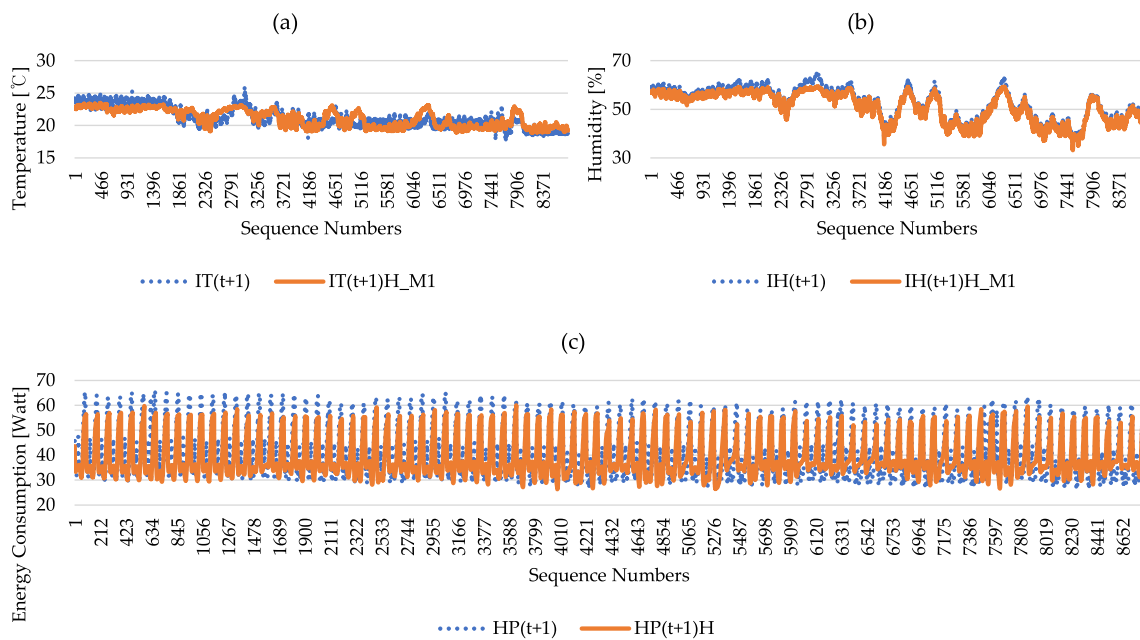 (a)
(b)
30
25
20
15
Temperature [℃]
1 466 931 1396 1861 2326 2791 3256 3721 4186 4651 5116 5581 6046 6511 6976 7441 7906 8371
Sequence Numbers
IT(t+1) IT(t+1)H_M1
70
50
30
Humidity [%]
1 466 931 1396 1861 2326 2791 3256 3721 4186 4651 5116 5581 6046 6511 6976 7441 7906 8371
Sequence Numbers
IH(t+1) IH(t+1)H_M1
(c)
70
60
50
40
30
20
Energy Consumption [Watt]
1 212 423 634 845 1056 1267 1478 1689 1900 2111 2322 2533 2744 2955 3166 3377 3588 3799 4010 4221 4432 4643 4854 5065 5276 5487 5698 5909 6120 6331 6542 6753 6964 7175 7386 7597 7808 8019 8230 8441 8652
Sequence Numbers
HP(t+1) HP(t+1)H